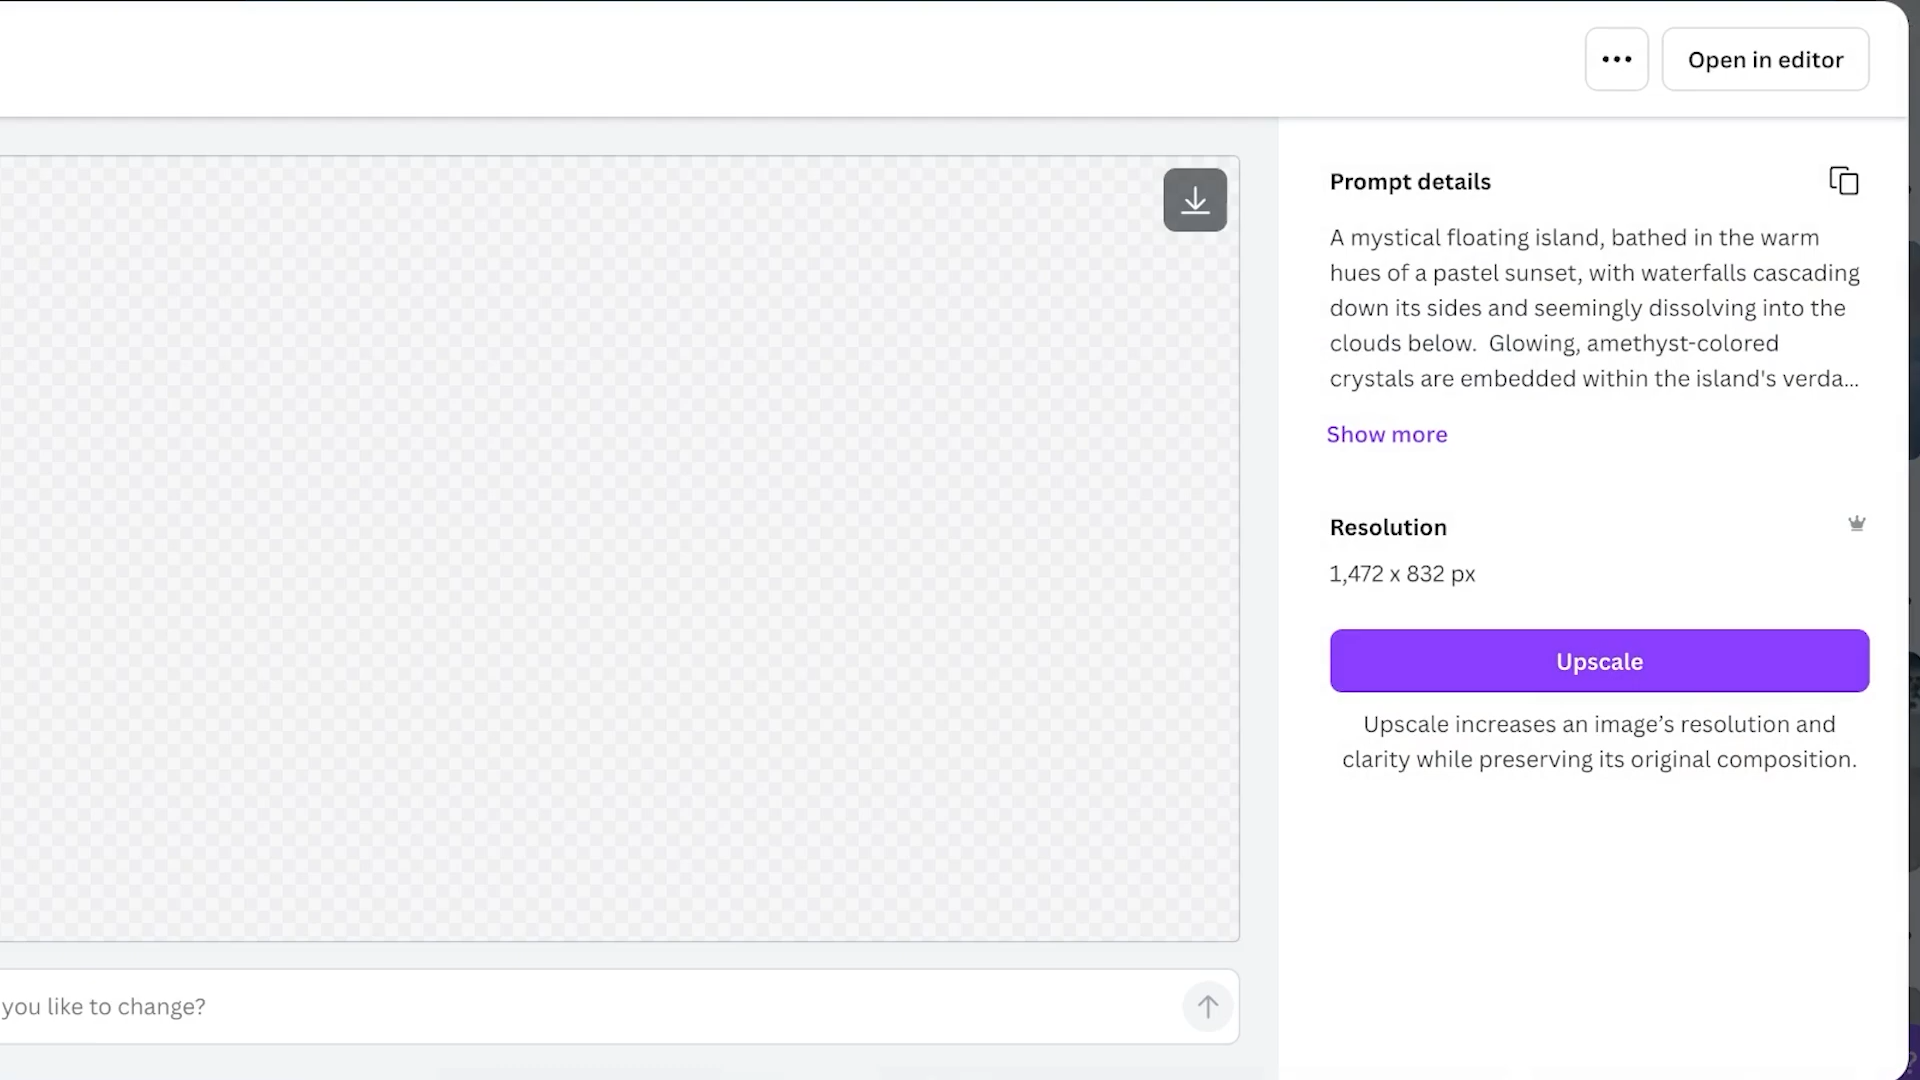 Open in editor
Prompt details
A mystical floating island, bathed in the warm
hues of a pastel sunset, with waterfalls cascading
down its sides and seemingly dissolving into the
clouds below.  Glowing, amethyst-colored
crystals are embedded within the island's verda...
Show more
Resolution
1,472 x 832 px
Upscale
Upscale increases an image’s resolution and
clarity while preserving its original composition.
you like to change?